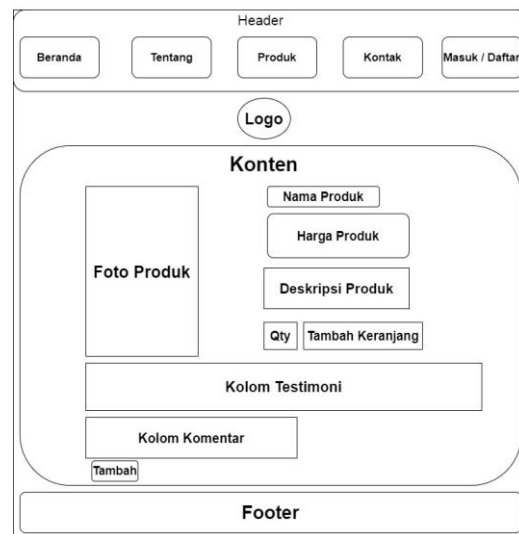 Header
Beranda
Tentang
Produk
Kontak
Masuk / Daftar
Logo
Konten
Foto Produk
Nama Produk
Harga Produk
Deskripsi Produk
Qty
Tambah Keranjang
Kolom Testimoni
Kolom Komentar
Tambah
Footer